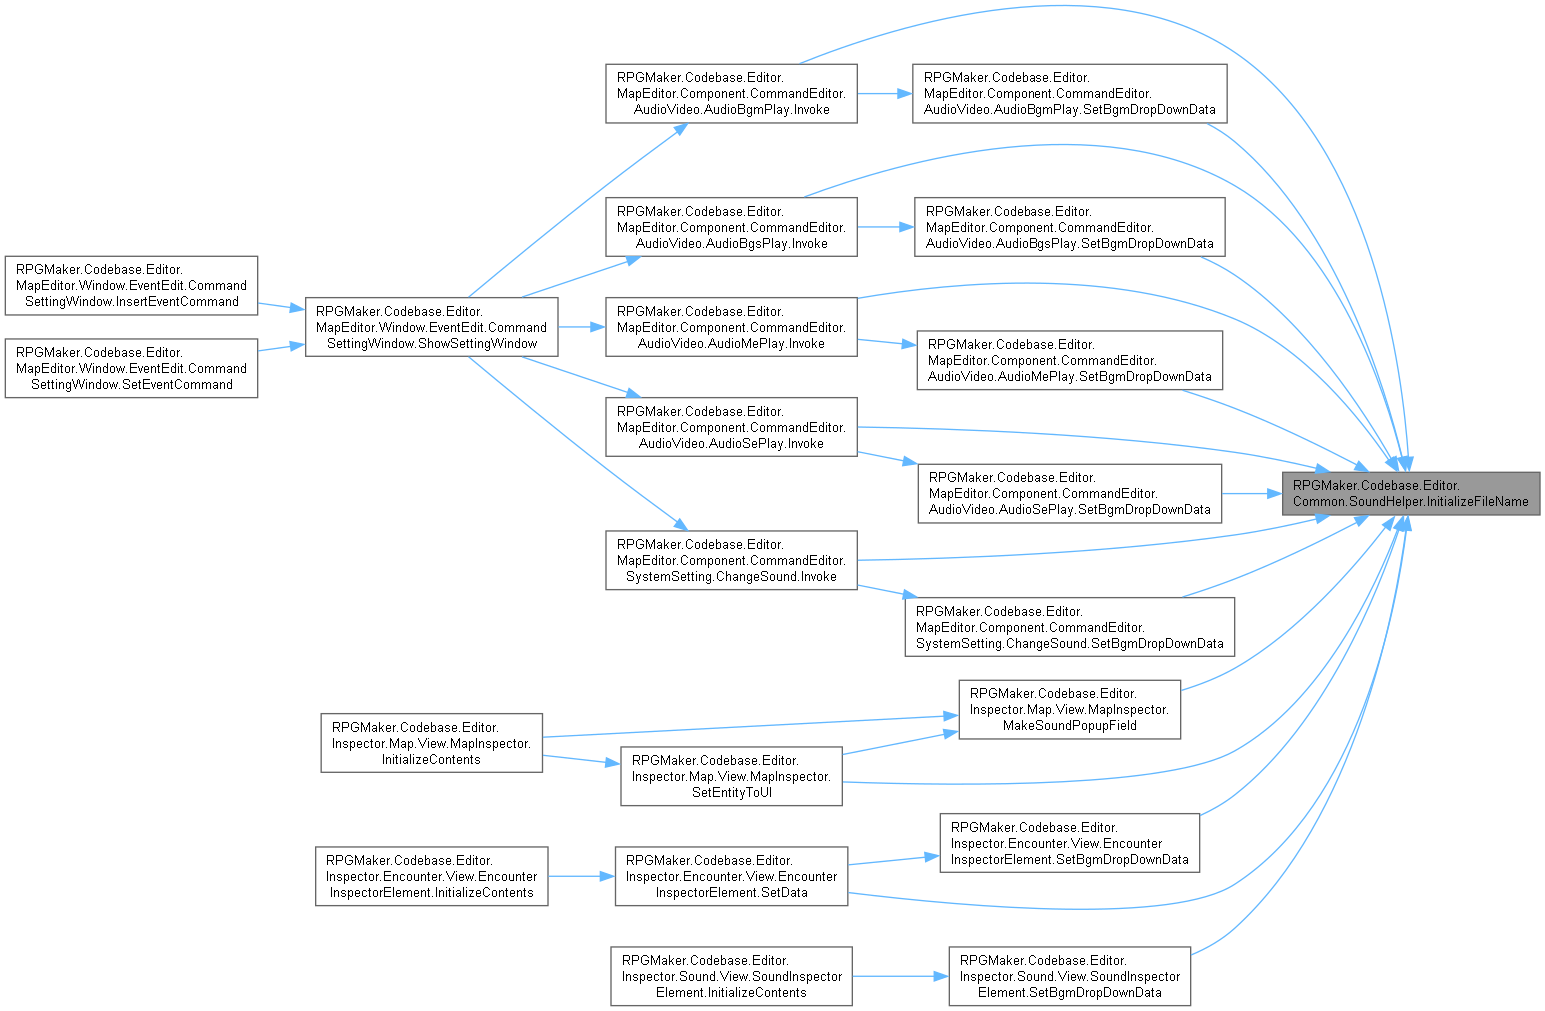 RPGMaker.Codebase.Editor.
MapEditor.Component.CommandEditor.
AudioVideo.AudioBgmPlay.Invoke
RPGMaker.Codebase.Editor.
MapEditor.Component.CommandEditor.
AudioVideo.AudioBgmPlay.SetBgmDropDownData
RPGMaker.Codebase.Editor.
MapEditor.Component.CommandEditor.
AudioVideo.AudioBgsPlay.Invoke
RPGMaker.Codebase.Editor.
MapEditor.Component.CommandEditor.
AudioVideo.AudioBgsPlay.SetBgmDropDownData
RPGMaker.Codebase.Editor.
MapEditor.Window.EventEdit.Command
SettingWindow.InsertEventCommand
RPGMaker.Codebase.Editor.
MapEditor.Window.EventEdit.Command
SettingWindow.ShowSettingWindow
RPGMaker.Codebase.Editor.
MapEditor.Component.CommandEditor.
AudioVideo.AudioMePlay.Invoke
RPGMaker.Codebase.Editor.
MapEditor.Component.CommandEditor.
AudioVideo.AudioMePlay.SetBgmDropDownData
RPGMaker.Codebase.Editor.
MapEditor.Window.EventEdit.Command
SettingWindow.SetEventCommand
RPGMaker.Codebase.Editor.
MapEditor.Component.CommandEditor.
AudioVideo.AudioSePlay.Invoke
RPGMaker.Codebase.Editor.
MapEditor.Component.CommandEditor.
AudioVideo.AudioSePlay.SetBgmDropDownData
RPGMaker.Codebase.Editor.
Common.SoundHelper.InitializeFileName
RPGMaker.Codebase.Editor.
MapEditor.Component.CommandEditor.
SystemSetting.ChangeSound.Invoke
RPGMaker.Codebase.Editor.
MapEditor.Component.CommandEditor.
SystemSetting.ChangeSound.SetBgmDropDownData
RPGMaker.Codebase.Editor.
Inspector.Map.View.MapInspector.
MakeSoundPopupField
RPGMaker.Codebase.Editor.
Inspector.Map.View.MapInspector.
InitializeContents
RPGMaker.Codebase.Editor.
Inspector.Map.View.MapInspector.
SetEntityToUI
RPGMaker.Codebase.Editor.
Inspector.Encounter.View.Encounter
InspectorElement.SetBgmDropDownData
RPGMaker.Codebase.Editor.
Inspector.Encounter.View.Encounter
InspectorElement.InitializeContents
RPGMaker.Codebase.Editor.
Inspector.Encounter.View.Encounter
InspectorElement.SetData
RPGMaker.Codebase.Editor.
Inspector.Sound.View.SoundInspector
Element.InitializeContents
RPGMaker.Codebase.Editor.
Inspector.Sound.View.SoundInspector
Element.SetBgmDropDownData